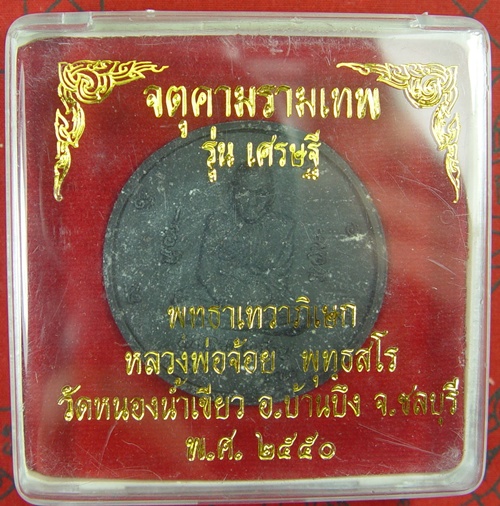 จตุคามรามเทพ
รุ่น เศรษฐี
พุทธาเทวาภิเษก
หลวงพ่อจ้อย พุทธสโร
วัดหนองน้ำเขียว อ.บ้านบึง จ.ชลบุรี
พ.ศ. ๒๕๕๐